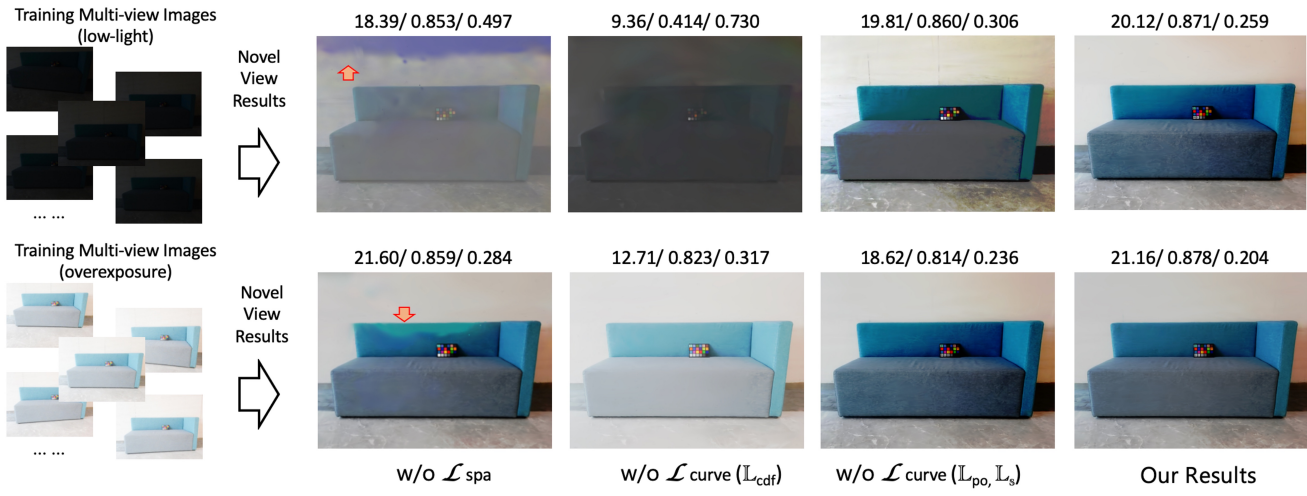 Training Multi-view Images
(low-light)
... ...
Novel
View
Results
18.39/ 0.853/ 0.497
9.36/ 0.414/ 0.730
19.81/ 0.860/ 0.306
20.12/ 0.871/ 0.259
Training Multi-view Images
(overexposure)
... ...
Novel
View
Results
21.60/ 0.859/ 0.284
12.71/ 0.823/ 0.317
18.62/ 0.814/ 0.236
21.16/ 0.878/ 0.204
w/o ℒ spa
w/o ℒ curve (𝕃cdf)
w/o ℒ curve (𝕃po, 𝕃s)
Our Results